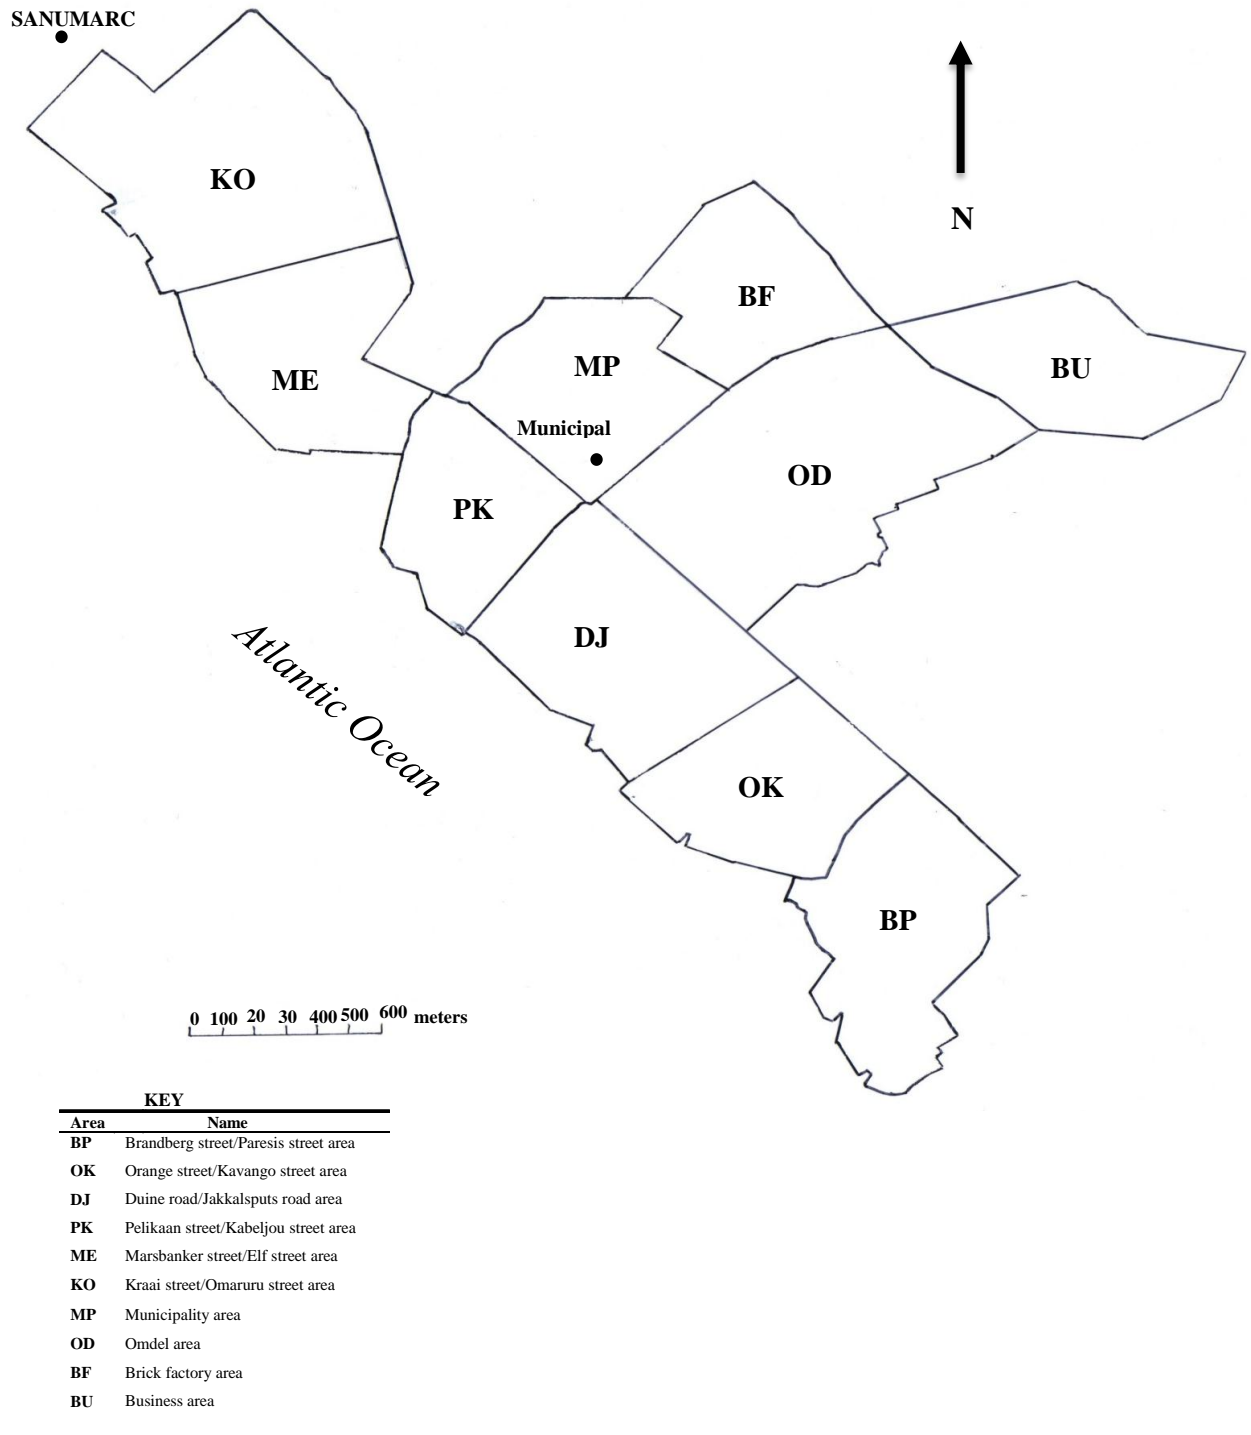 SANUMARC
KO
N
BF
MP
BU
ME
Municipal
OD
PK
DJ
Atlantic Ocean
OK
BP
0 100 20 30 400 500 600 meters
KEY
Area Name
BP Brandberg street/Paresis street area
OK Orange street/Kavango street area
DJ Duine road/Jakkalsputs road area
PK Pelikaan street/Kabeljou street area
ME Marsbanker street/Elf street area
KO Kraai street/Omaruru street area
MP Municipality area
OD Omdel area
BF Brick factory area
BU Business area